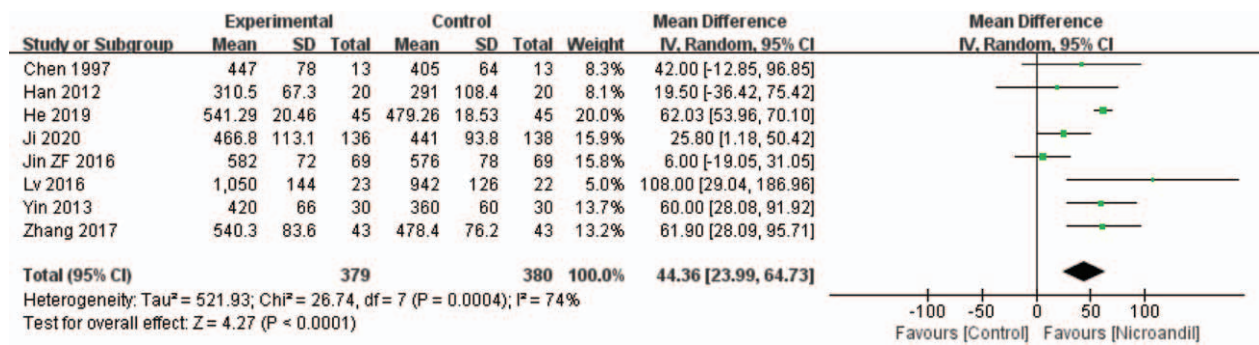 Experimental Control Mean Difference Mean Difference
Study or Subgroup Mean SD Total Mean SD Total Weight IV, Random, 95% CI IV, Random, 95% CI
Chen 1997 447 78 13 405 64 13 8.3% 42.00 [-12.85, 96.85]
Han 2012 310.5 67.3 20 291 108.4 20 8.1% 19.50 [-36.42, 75.42]
He 2019 541.29 20.46 45 479.26 18.53 45 20.0% 62.03 [53.96, 70.10]
Ji 2020 466.8 113.1 136 441 93.8 138 15.9% 25.80 [1.18, 50.42]
Jin ZF 2016 582 72 69 576 78 69 15.8% 6.00 [-19.05, 31.05]
Lv 2016 1,050 144 23 942 126 22 5.0% 108.00 [29.04, 186.96]
Yin 2013 420 66 30 360 60 30 13.7% 60.00 [28.08, 91.92]
Zhang 2017 540.3 83.6 43 478.4 76.2 43 13.2% 61.90 [28.09, 95.71]
Total (95% CI) 379 380 100.0% 44.36 [23.99, 64.73]
Heterogeneity: Tau² = 521.93; Chi² = 26.74, df = 7 (P = 0.0004); I² = 74%
Test for overall effect: Z = 4.27 (P < 0.0001)
-100 -50 0 50 100
Favours [Control] Favours [Nicroandil]